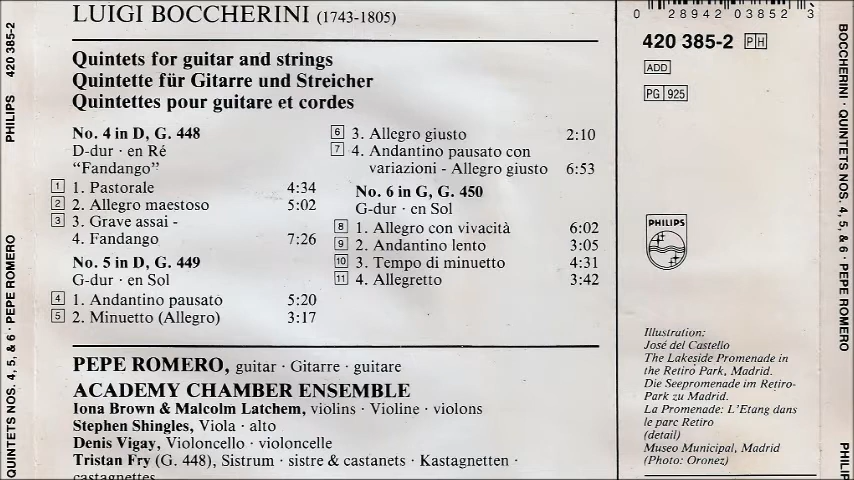 LUIGI BOCCHERINI (1743-1805)
Quintets for guitar and strings
Quintette für Gitarre und Streicher
Quintettes pour guitare et cordes
No. 4 in D, G. 448
D-dur · en Ré
“Fandango”
1 1. Pastorale 4:34
2 2. Allegro maestoso 5:02
3 3. Grave assai -
4. Fandango 7:26
No. 5 in D, G. 449
G-dur · en Sol
4 1. Andantino pausato 5:20
5 2. Minuetto (Allegro) 3:17
6 3. Allegro giusto 2:10
7 4. Andantino pausato con
variazioni - Allegro giusto 6:53
No. 6 in G, G. 450
G-dur · en Sol
8 1. Allegro con vivacità 6:02
9 2. Andantino lento 3:05
10 3. Tempo di minuetto 4:31
11 4. Allegretto 3:42
PEPE ROMERO, guitar · Gitarre · guitare
ACADEMY CHAMBER ENSEMBLE
Iona Brown & Malcolm Latchem, violins · Violine · violons
Stephen Shingles, Viola · alto
Denis Vigay, Violoncello · violoncelle
Tristan Fry (G. 448), Sistrum · sistre & castanets · Kastagnetten ·
castagnettes
0 28942 03852 3
420 385-2 PH
ADD
PG 925
PHILIPS
Illustration:
José del Castello
The Lakeside Promenade in
the Retiro Park, Madrid.
Die Seepromenade im Retiro-
Park zu Madrid.
La Promenade: L'Etang dans
le parc Retiro
(detail)
Museo Municipal, Madrid
(Photo: Oronez)
QUINTETS NOS. 4, 5, & 6 · PEPE ROMERO PHILIPS 420 385-2
BOCCHERINI · QUINTETS NOS. 4, 5, & 6 · PEPE ROMERO PHILIP